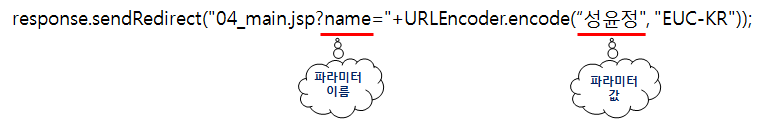 response.sendRedirect("04_main.jsp?name="+URLEncoder.encode(“성윤정", "EUC-KR"));
파라미터
이름
파라미터
값